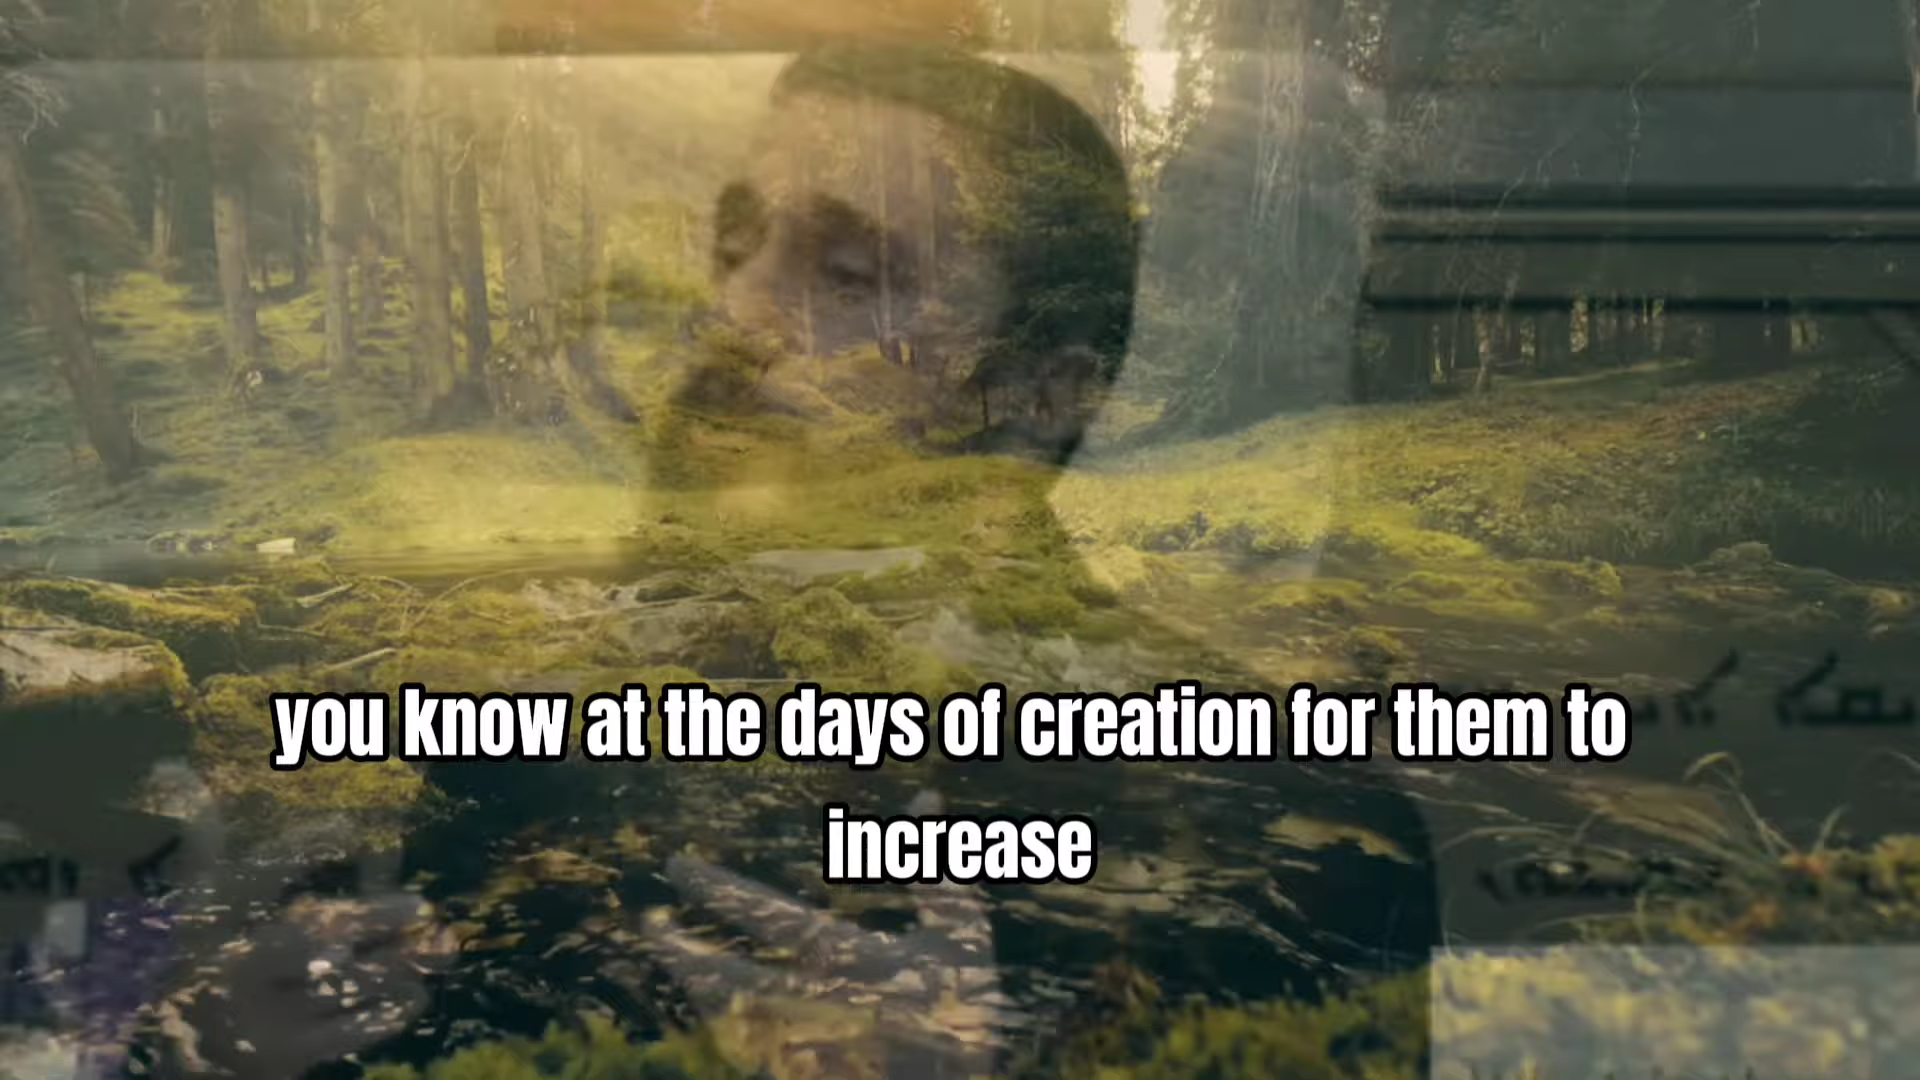 you know at the days of creation for them to
increase